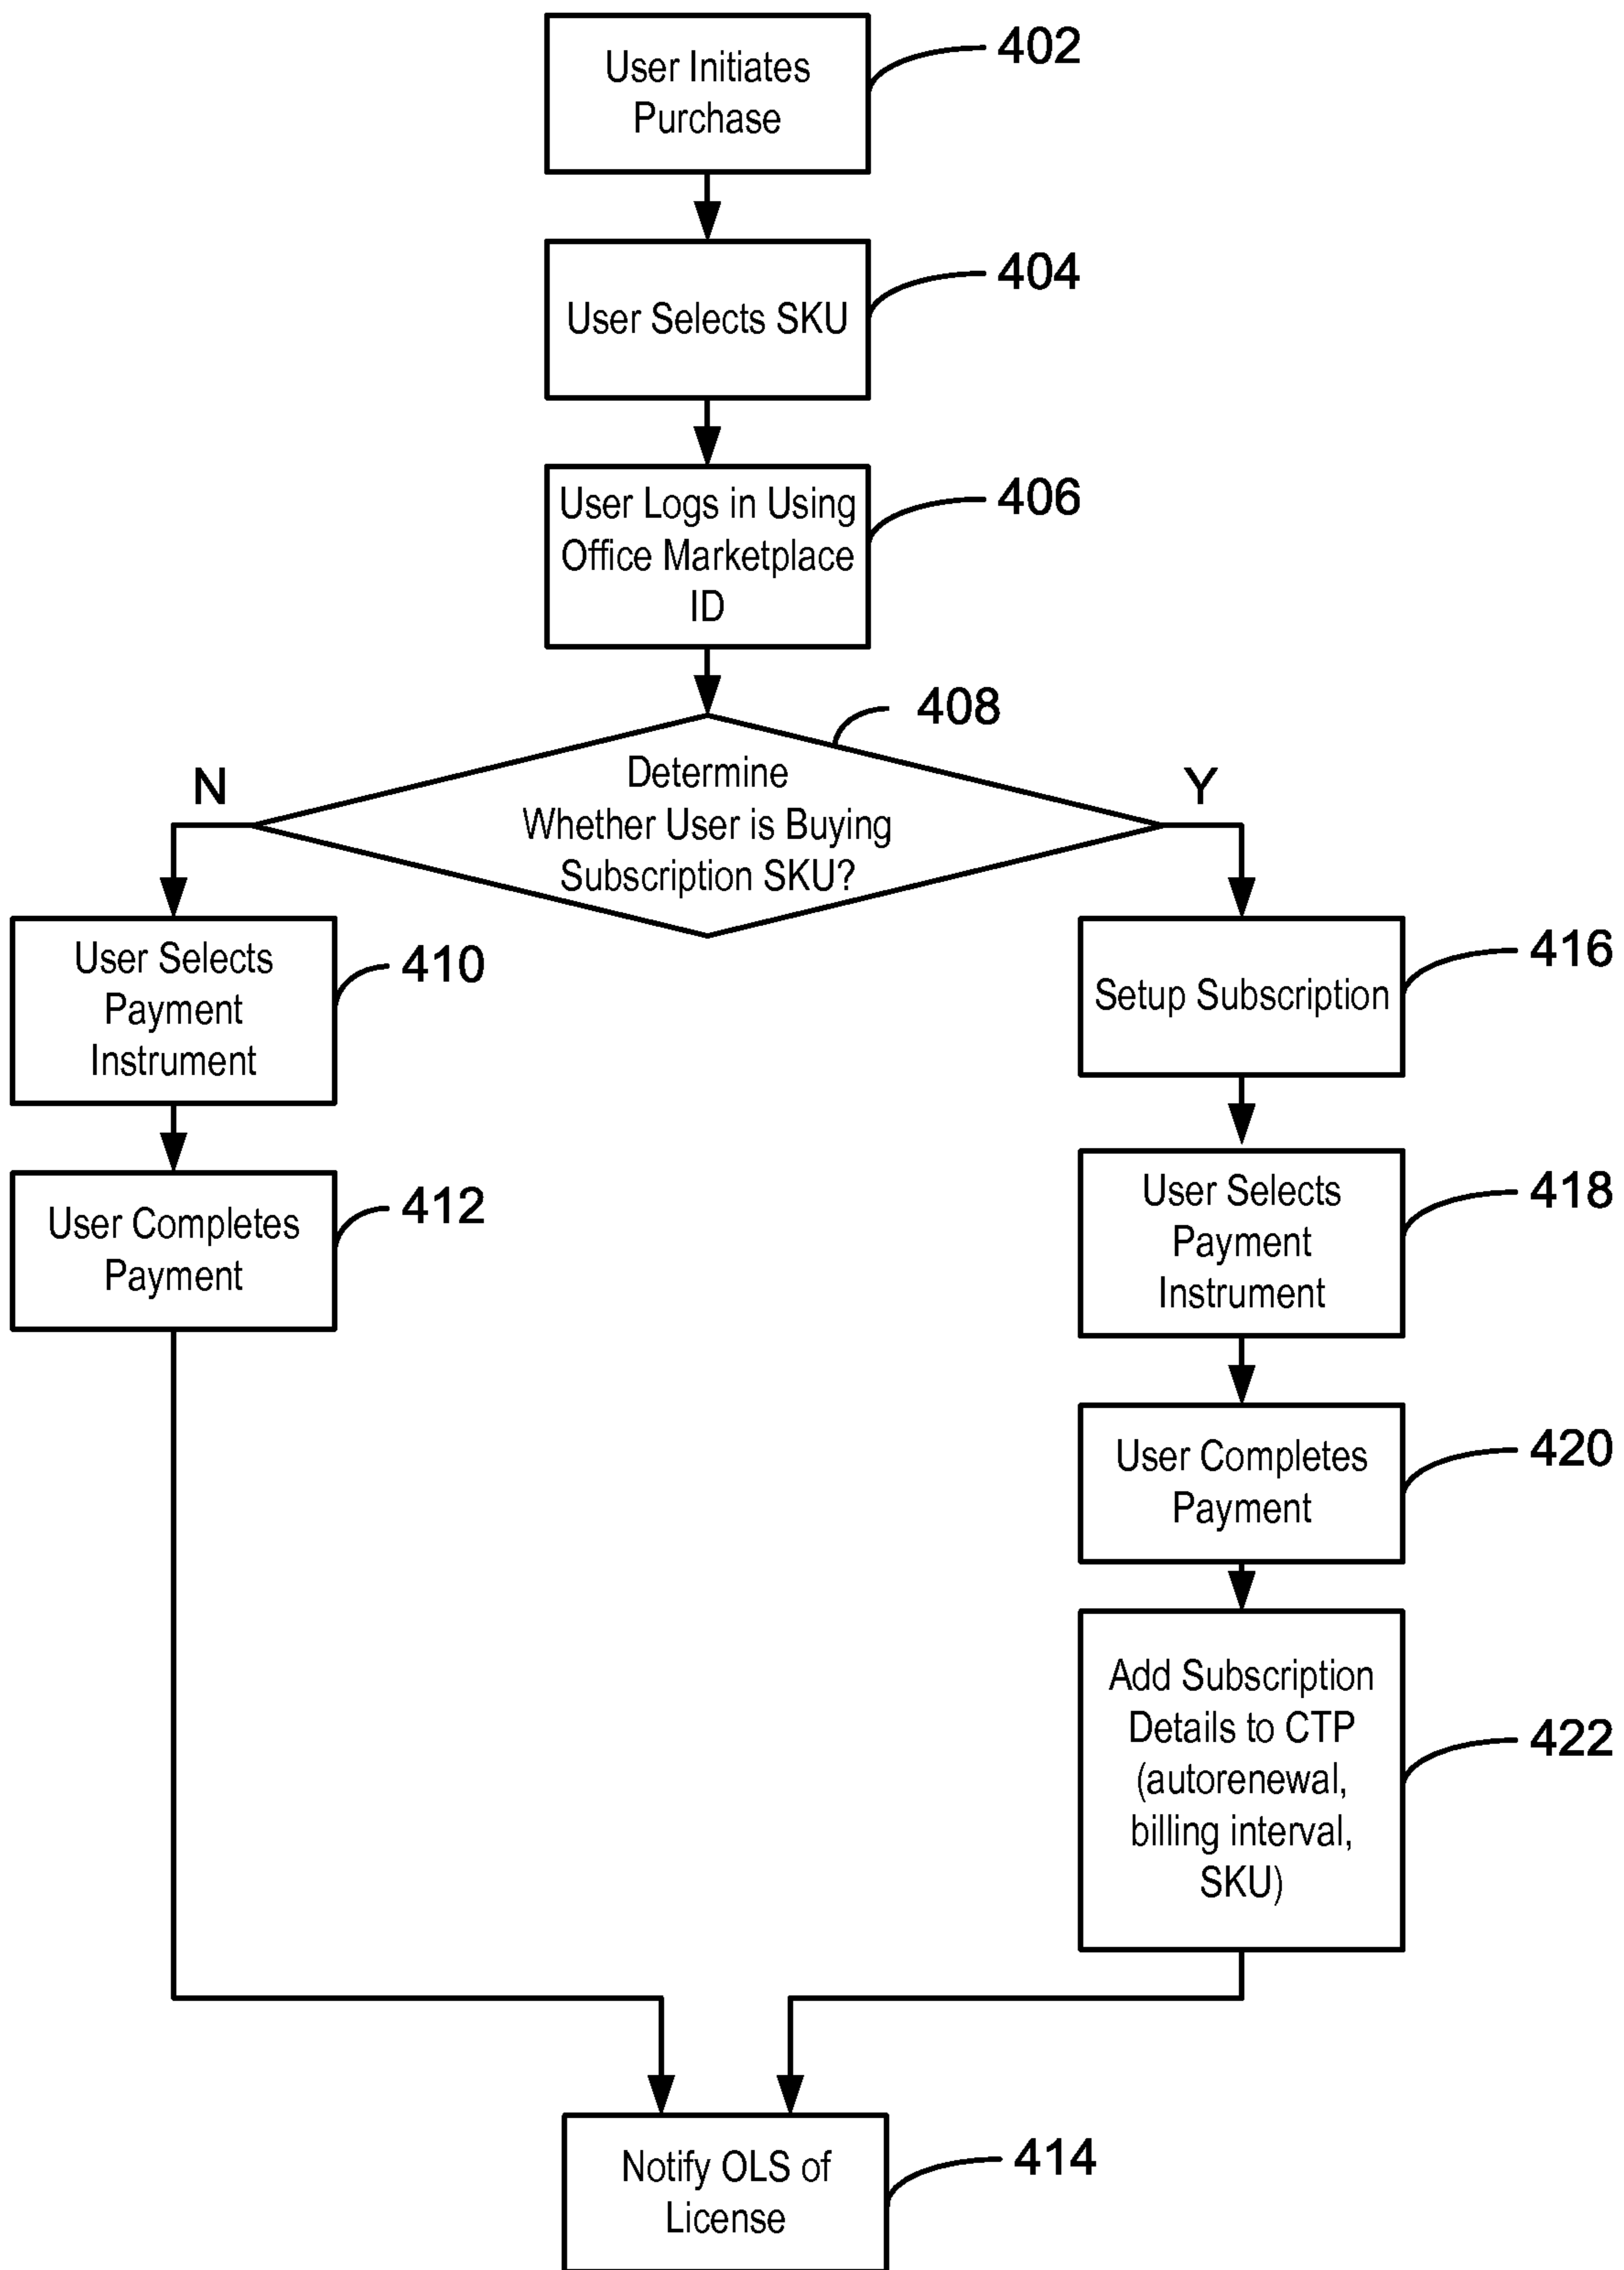 User Initiates
Purchase
402
User Selects SKU
404
User Logs in Using
Office Marketplace
ID
406
408
Determine
Whether User is Buying
Subscription SKU?
N
Y
User Selects
Payment
Instrument
410
User Completes
Payment
412
Setup Subscription
416
User Selects
Payment
Instrument
418
User Completes
Payment
420
Add Subscription
Details to CTP
(autorenewal,
billing interval,
SKU)
422
Notify OLS of
License
414